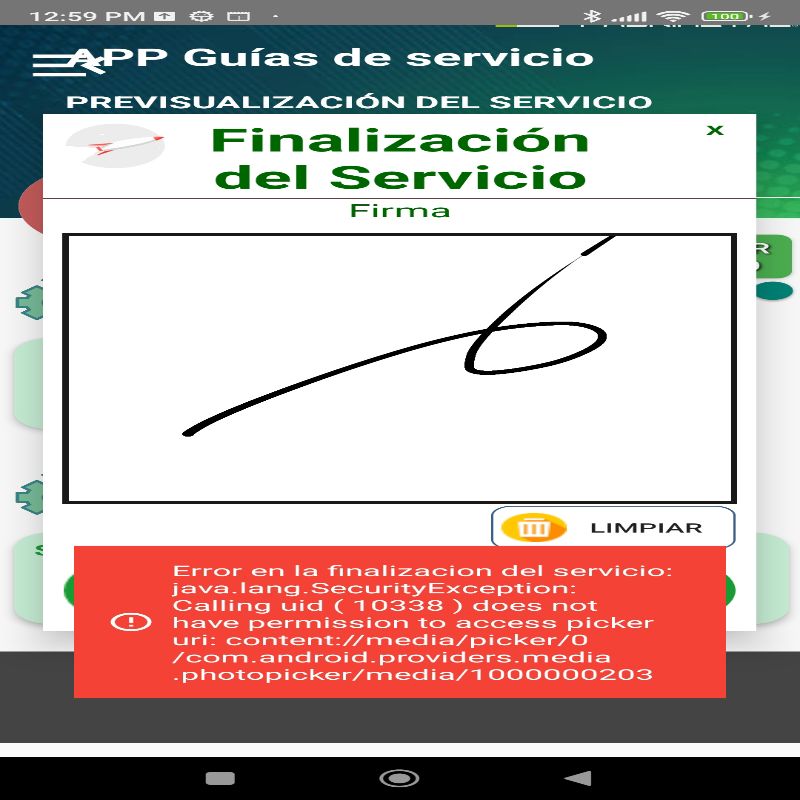 12:59 PM
100
APP Guías de servicio
PREVISUALIZACIÓN DEL SERVICIO
Finalización
del Servicio
x
Firma
LIMPIAR
Error en la finalizacion del servicio:
java.lang.SecurityException:
Calling uid ( 10338 ) does not
have permission to access picker
uri: content://media/picker/0
/com.android.providers.media
.photopicker/media/1000000203